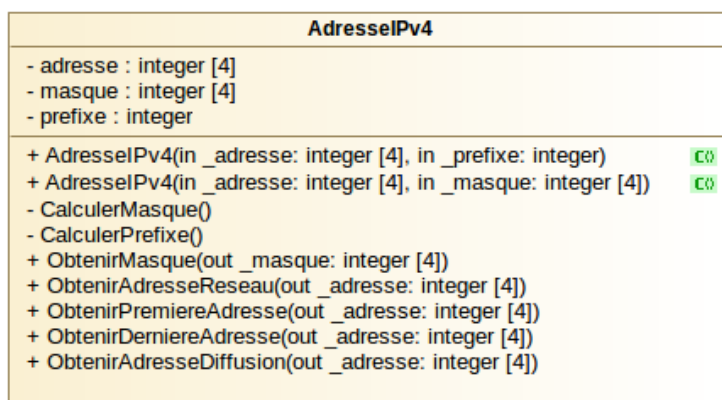 AdresseIPv4
- adresse : integer [4]
- masque : integer [4]
- prefixe : integer
+ AdresseIPv4(in _adresse: integer [4], in _prefixe: integer) C()
+ AdresseIPv4(in _adresse: integer [4], in _masque: integer [4]) C()
- CalculerMasque()
- CalculerPrefixe()
+ ObtenirMasque(out _masque: integer [4])
+ ObtenirAdresseReseau(out _adresse: integer [4])
+ ObtenirPremiereAdresse(out _adresse: integer [4])
+ ObtenirDerniereAdresse(out _adresse: integer [4])
+ ObtenirAdresseDiffusion(out _adresse: integer [4])